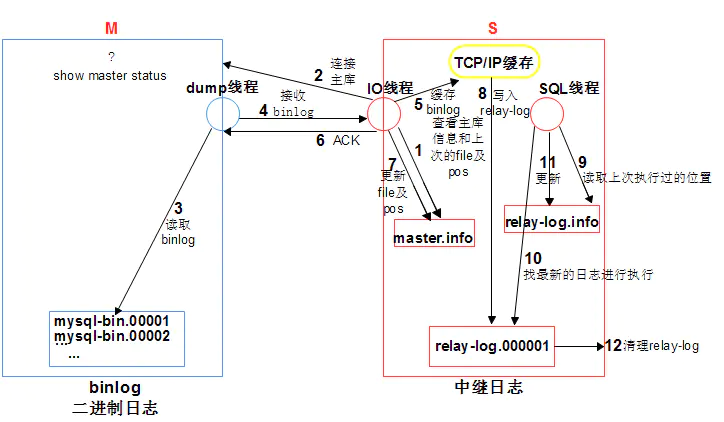 M
S
?
show master status
dump线程
2
连接
主库
4
接收
binlog
6 ACK
IO线程
TCP/IP缓存
5
缓存
binlog
查看主库
信息和上
次的file及
pos
1
7
更新
file及
pos
8 写入
relay-log
SQL线程
11
更新
9
读取上次执行过的位置
3
读取
binlog
master.info
relay-log.info
10
找最新的日志进行执行
mysql-bin.00001
mysql-bin.00002
...
...
relay-log.000001
12清理relay-log
binlog
二进制日志
中继日志